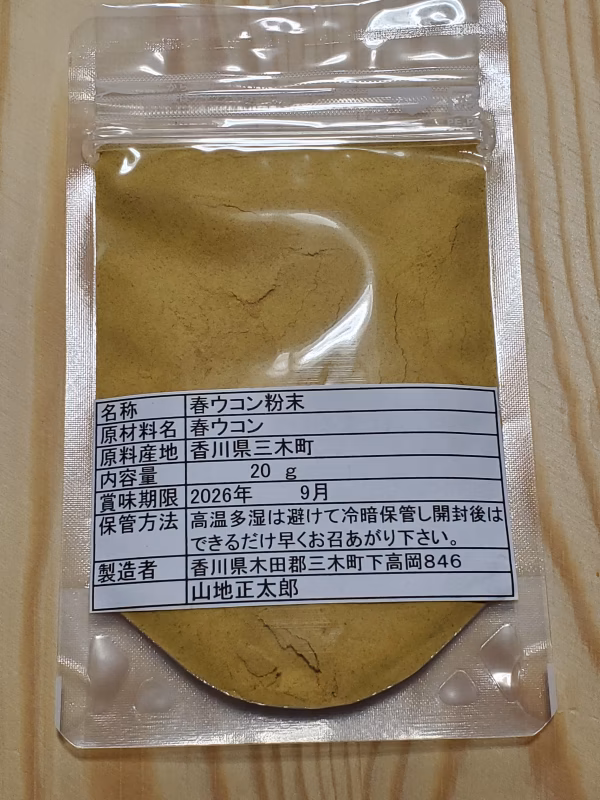 名称 春ウコン粉末
原材料名 春ウコン
原料産地 香川県三木町
内容量 20 g
賞味期限 2026年 9月
保管方法 高温多湿は避けて冷暗保管し開封後は
できるだけ早くお召あがり下さい。
製造者 香川県木田郡三木町下高岡846
山地正太郎